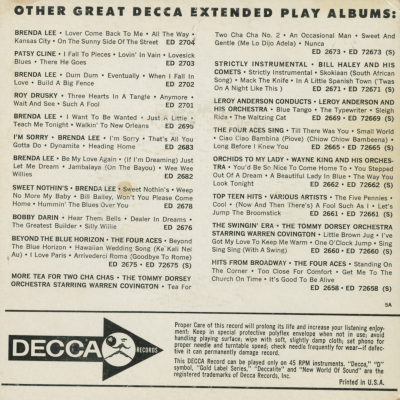 OTHER GREAT DECCA EXTENDED PLAY ALBUMS:
BRENDA LEE • Lover Come Back To Me • All the Way •
Kansas City • On The Sunny Side Of The Street ED 2704
PATSY CLINE • I Fall To Pieces • Lovin' In Vain • Lovesick
Blues • There He Goes ED 2703
BRENDA LEE • Dum Dum • Eventually • When I Fall In
Love • Build A Big Fence ED 2702
ROY DRUSKY • Three Hearts In A Tangle • Anymore •
Wait And See • Such A Fool ED 2701
BRENDA LEE • I Want To Be Wanted • Just A Little •
Teach Me Tonight • Walkin' To New Orleans ED 2695
I'M SORRY • BRENDA LEE • I'm Sorry • That's All You
Gotta Do • Dynamite • Heading Home ED 2683
BRENDA LEE • Be My Love Again • (If I'm Dreaming) Just
Let Me Dream • Jambalaya (On The Bayou) • Wee Wee
Willies ED 2682
SWEET NOTHIN'S • BRENDA LEE • Sweet Nothin's • Weep
No More My Baby • Bill Bailey, Won't You Please Come
Home • Hummin' The Blues Over You ED 2678
BOBBY DARIN • Hear Them Bells • Dealer In Dreams •
The Greatest Builder • Silly Willie ED 2676
BEYOND THE BLUE HORIZON • THE FOUR ACES • Beyond
The Blue Horizon • Hawaiian Wedding Song (Ke Kali Nei
Au) • I Love Paris • Arrivederci Roma (Goodbye To Rome)
ED 2675 • ED 72675 (S)
MORE TEA FOR TWO CHA CHAS • THE TOMMY DORSEY
ORCHESTRA STARRING WARREN COVINGTON • Tea For
Two Cha Cha No. 2 • An Occasional Man • Sweet And
Gentle (Me Lo Dijo Adela) • Nunca
ED 2673 • ED 72673 (S)
STRICTLY INSTRUMENTAL • BILL HALEY AND HIS
COMETS • Strictly Instrumental • Skokiaan (South African
Song) • Mack The Knife • In A Little Spanish Town ('Twas
On A Night Like This) ED 2671 • ED 72671 (S)
LEROY ANDERSON CONDUCTS • LEROY ANDERSON AND
HIS ORCHESTRA • Blue Tango • The Typewriter • Sleigh
Ride • The Waltzing Cat ED 2669 • ED 72669 (S)
THE FOUR ACES SING • Till There Was You • Small World
• Ciao Ciao Bambina (Piove) (Chiow Chiow Bambeena) •
Long Before I Knew You ED 2665 • ED 72665 (S)
ORCHIDS TO MY LADY • WAYNE KING AND HIS ORCHES-
TRA • You'd Be So Nice To Come Home To • You Stepped
Out Of A Dream • A Beautiful Lady In Blue • The Way You
Look Tonight ED 2662 • ED 72662 (S)
TOP TEEN HITS • VARIOUS ARTISTS • The Five Pennies •
Cool • (Now And Then There's) A Fool Such As I • Let's
Jump The Broomstick ED 2661 • ED 72661 (S)
THE SWINGIN' ERA • THE TOMMY DORSEY ORCHESTRA
STARRING WARREN COVINGTON • Little Brown Jug • I've
Got My Love To Keep Me Warm • One O'Clock Jump • Sing
Sing Sing (With A Swing) ED 2660 • ED 72660 (S)
HITS FROM BROADWAY • THE FOUR ACES • Standing On
The Corner • Too Close For Comfort • Get Me To The
Church On Time • It's Good To Be Alive
ED 2658 • ED 72658 (S)
5A
DECCA RECORDS
Proper Care of this record will prolong its life and increase your listening enjoy-
ment: Keep in special protective polyflex envelope when not in use; avoid
handling playing surface; wipe with soft, slightly damp cloth; set phono for
proper needle and turntable speed; check needle frequently for wear—if defec-
tive it can permanently damage record.
This DECCA Record can be played only on 45 RPM instruments. "Decca," "D"
symbol, "Gold Label Series," "Deccalite" and "New World Of Sound" are the
registered trademarks of Decca Records, Inc.
Printed in U.S.A.